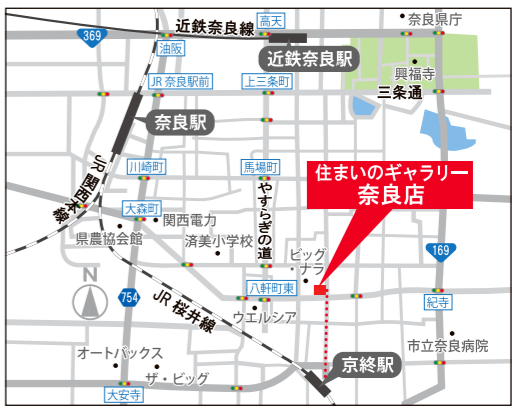 近鉄奈良線
高天
奈良県庁
369
油阪
近鉄奈良駅
興福寺
JR 奈良駅前
上三条町
三条通
奈良駅
JR 関西本線
川崎町
馬場町
住まいのギャラリー
奈良店
やすらぎの道
大森町
関西電力
県農協会館
済美小学校
ビッグ
・ナラ
169
N
754
JR 桜井線
八軒町東
紀寺
ウエルシア
市立奈良病院
オートバックス
京終駅
ザ・ビッグ
大安寺